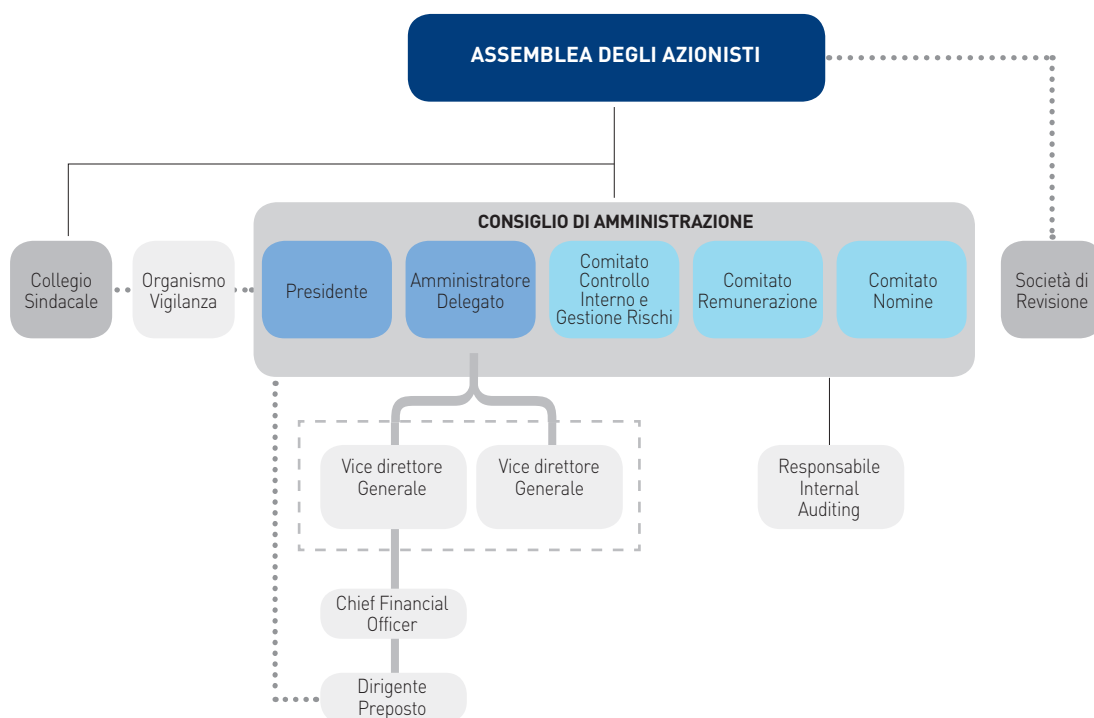 ASSEMBLEA DEGLI AZIONISTI
CONSIGLIO DI AMMINISTRAZIONE
Collegio
Sindacale
Organismo
Vigilanza
Presidente
Amministratore
Delegato
Comitato
Controllo
Interno e
Gestione Rischi
Comitato
Remunerazione
Comitato
Nomine
Società di
Revisione
Vice direttore
Generale
Vice direttore
Generale
Responsabile
Internal
Auditing
Chief Financial
Officer
Dirigente
Preposto